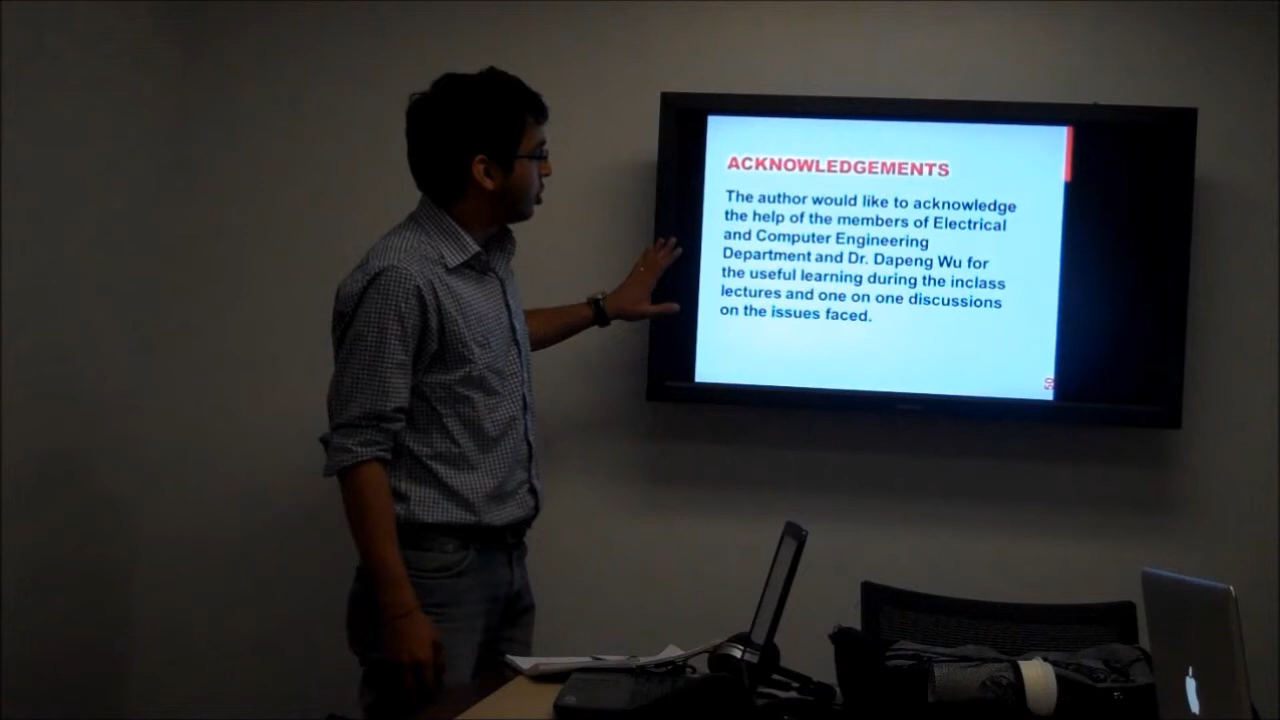 ACKNOWLEDGEMENTS
The author would like to acknowledge
the help of the members of Electrical
and Computer Engineering
Department and Dr. Dapeng Wu for
the useful learning during the inclass
lectures and one on one discussions
on the issues faced.
50